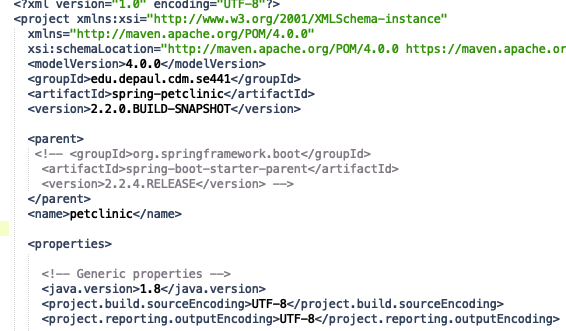 <?xml version="1.0" encoding="UTF-8"?>
<project xmlns:xsi="http://www.w3.org/2001/XMLSchema-instance"
xmlns="http://maven.apache.org/POM/4.0.0"
xsi:schemaLocation="http://maven.apache.org/POM/4.0.0 https://maven.apache.or
<modelVersion>4.0.0</modelVersion>
<groupId>edu.depaul.cdm.se441</groupId>
<artifactId>spring-petclinic</artifactId>
<version>2.2.0.BUILD-SNAPSHOT</version>
<parent>
<!-- <groupId>org.springframework.boot</groupId>
<artifactId>spring-boot-starter-parent</artifactId>
<version>2.2.4.RELEASE</version> -->
</parent>
<name>petclinic</name>
<properties>
<!-- Generic properties -->
<java.version>1.8</java.version>
<project.build.sourceEncoding>UTF-8</project.build.sourceEncoding>
<project.reporting.outputEncoding>UTF-8</project.reporting.outputEncoding>